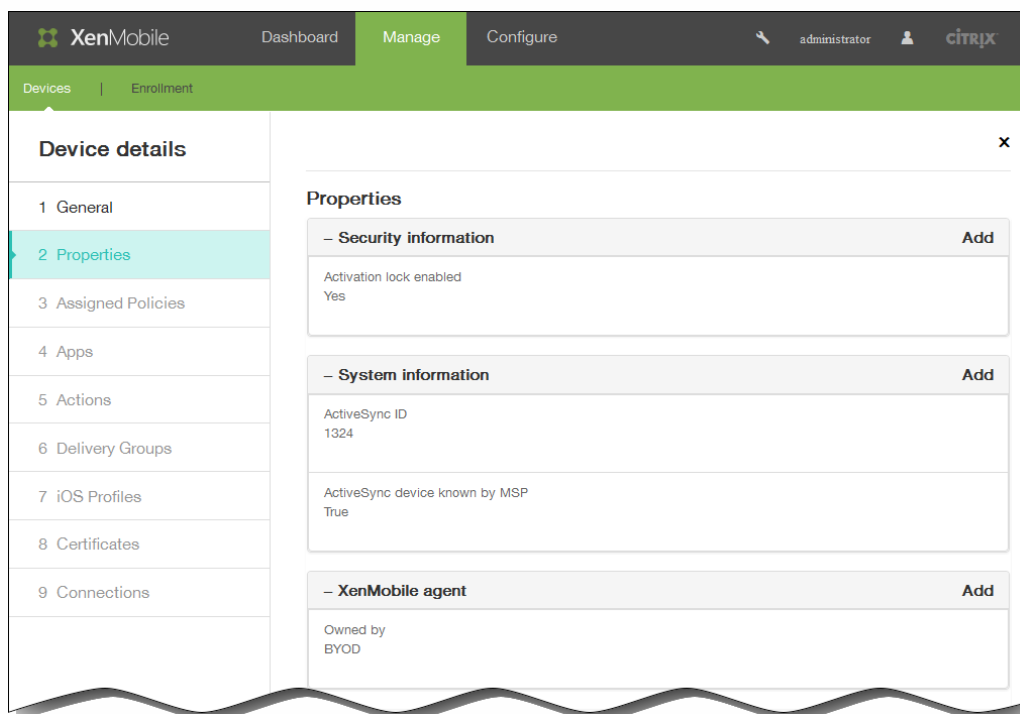 XenMobile Dashboard Manage Configure administrator CİTRIX
Devices | Enrollment
Device details
1 General
2 Properties
3 Assigned Policies
4 Apps
5 Actions
6 Delivery Groups
7 iOS Profiles
8 Certificates
9 Connections
x
Properties
– Security information Add
Activation lock enabled
Yes
– System information Add
ActiveSync ID
1324
ActiveSync device known by MSP
True
– XenMobile agent Add
Owned by
BYOD